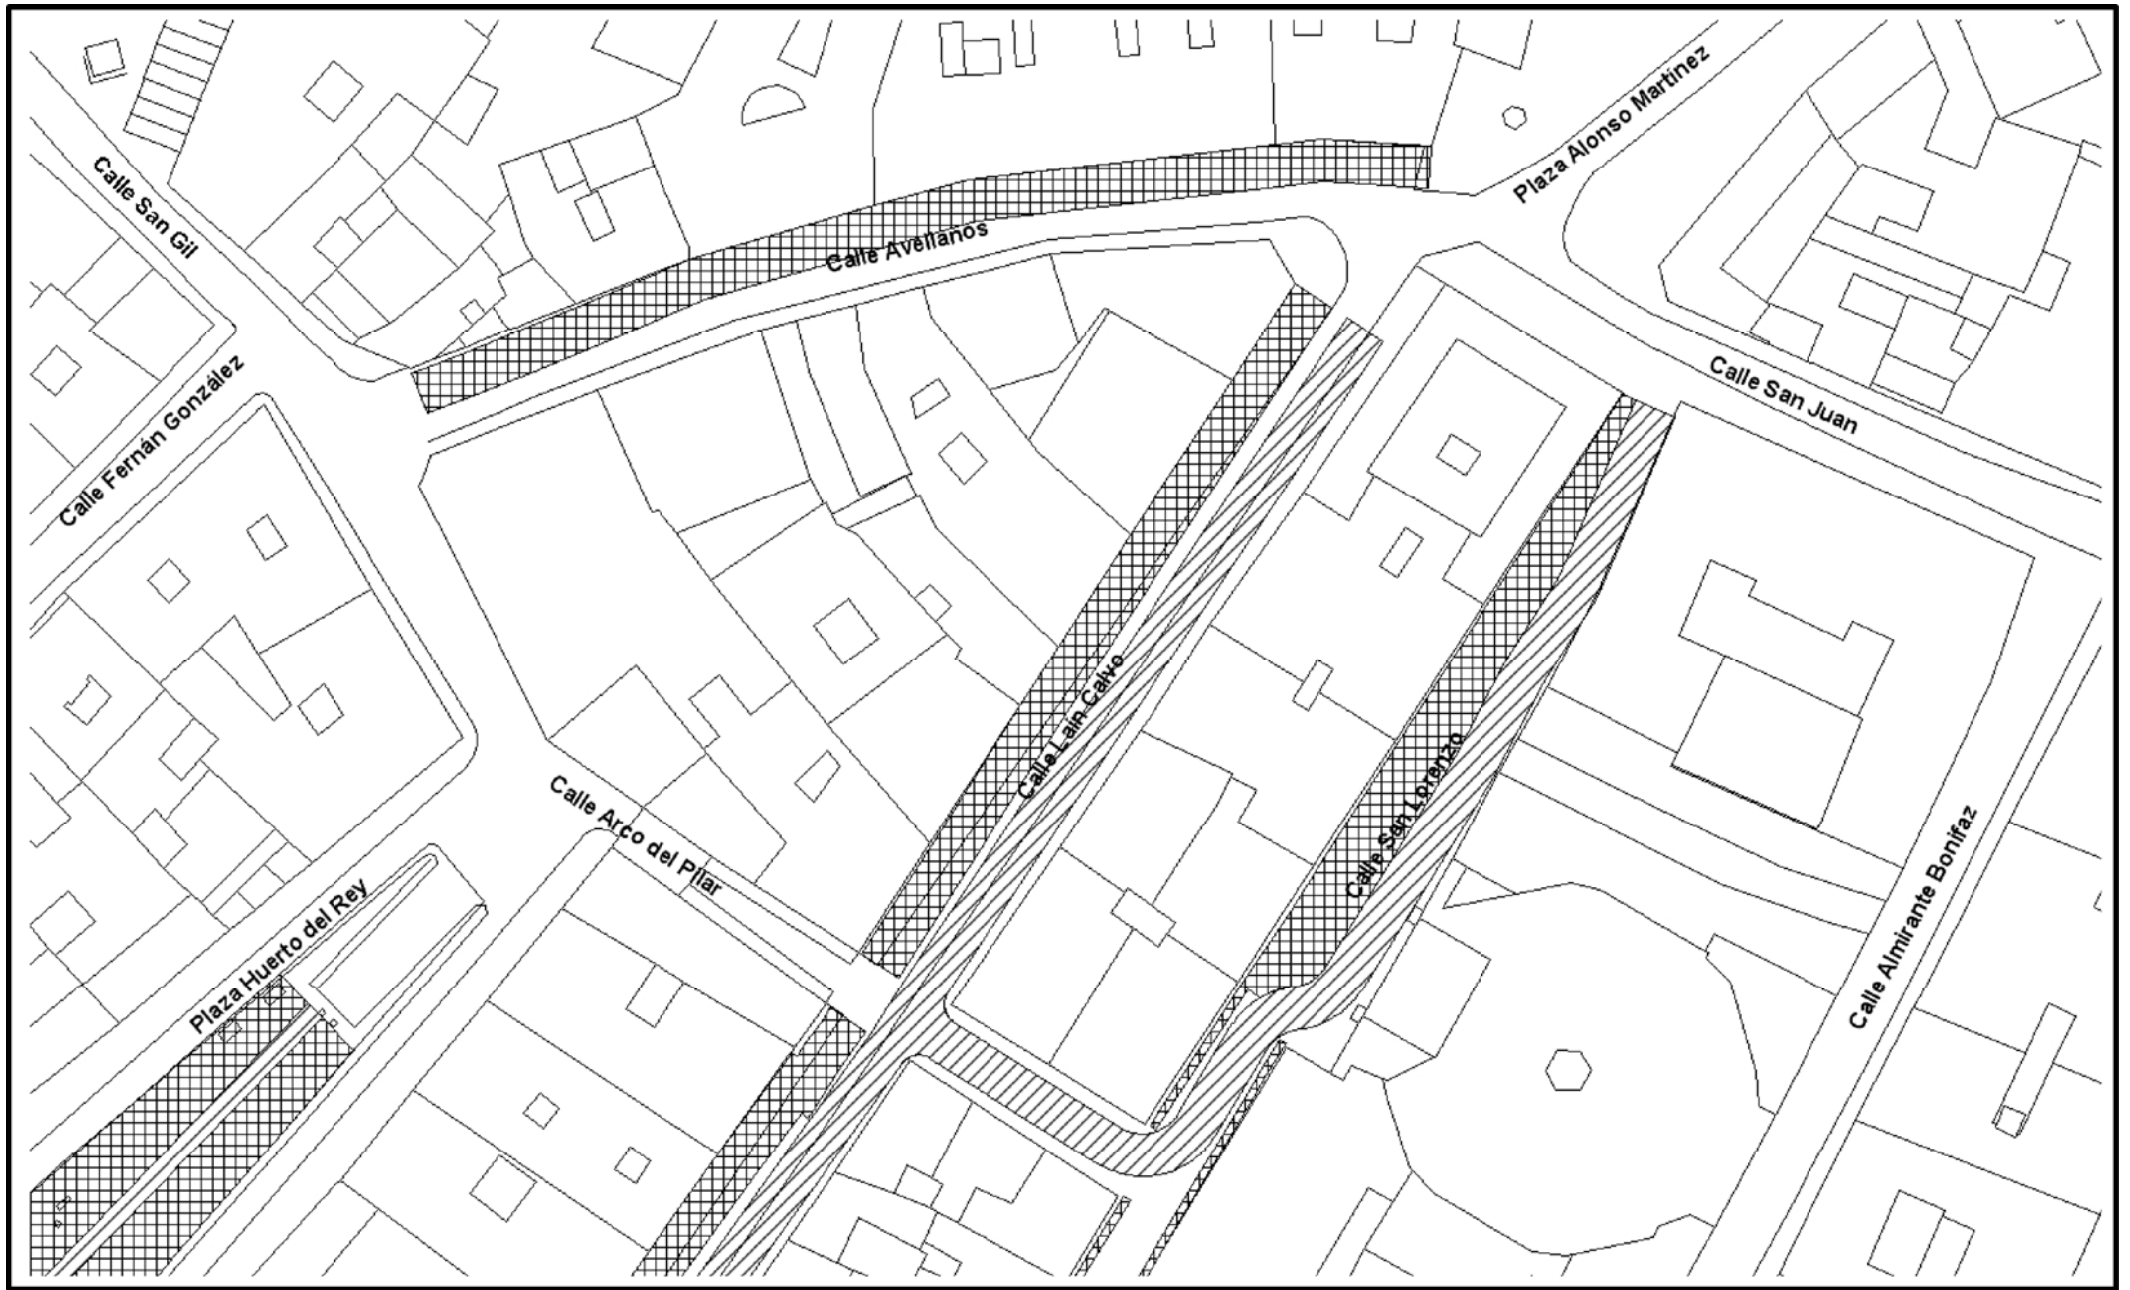 Plaza Alonso Martínez
Calle San Gil
Calle Avellanos
Calle Fernán González
Calle San Juan
Calle Laín Calvo
Calle San Lorenzo
Calle Arco del Pilar
Calle Almirante Bonifaz
Plaza Huerto del Rey